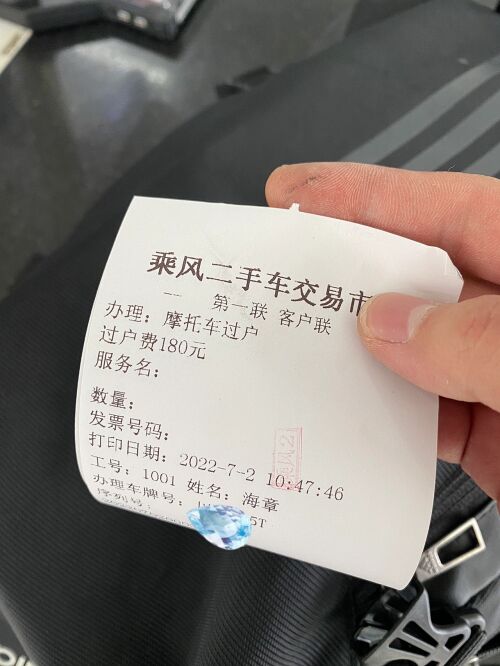 乘风二手车交易市
第一联 客户联
办理：摩托车过户
过户费180元
服务名：
数量：
发票号码：
打印日期：2022-7-2 10:47:46
工号：1001 姓名：海章
办理车牌号：
序列号：